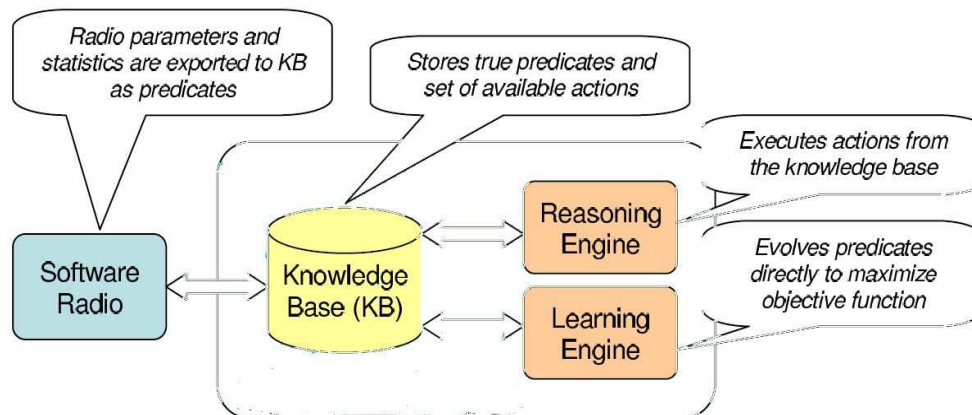 Radio parameters and
statistics are exported to KB
as predicates
Stores true predicates and
set of available actions
Executes actions from
the knowledge base
Reasoning
Engine
Software
Radio
Knowledge
Base (KB)
Evolves predicates
directly to maximize
objective function
Learning
Engine